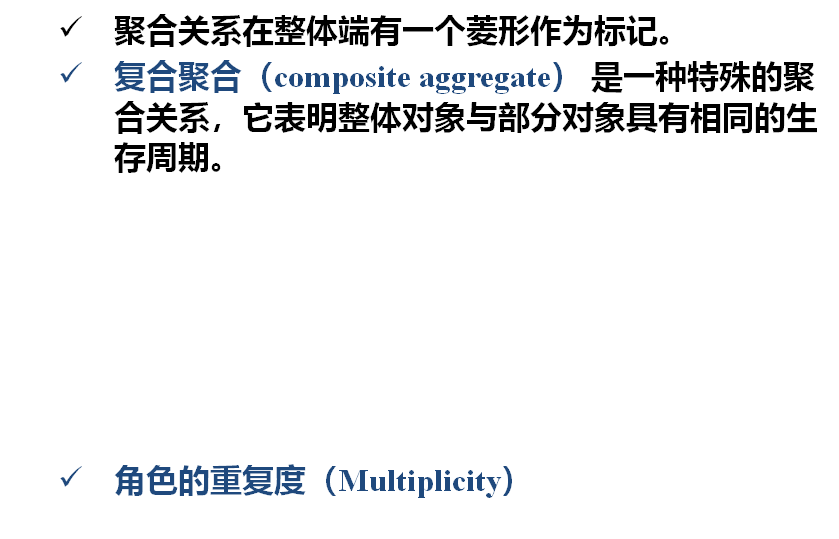 ✓ 聚合关系在整体端有一个菱形作为标记。
✓ 复合聚合（composite aggregate） 是一种特殊的聚
合关系，它表明整体对象与部分对象具有相同的生
存周期。
✓ 角色的重复度（Multiplicity）